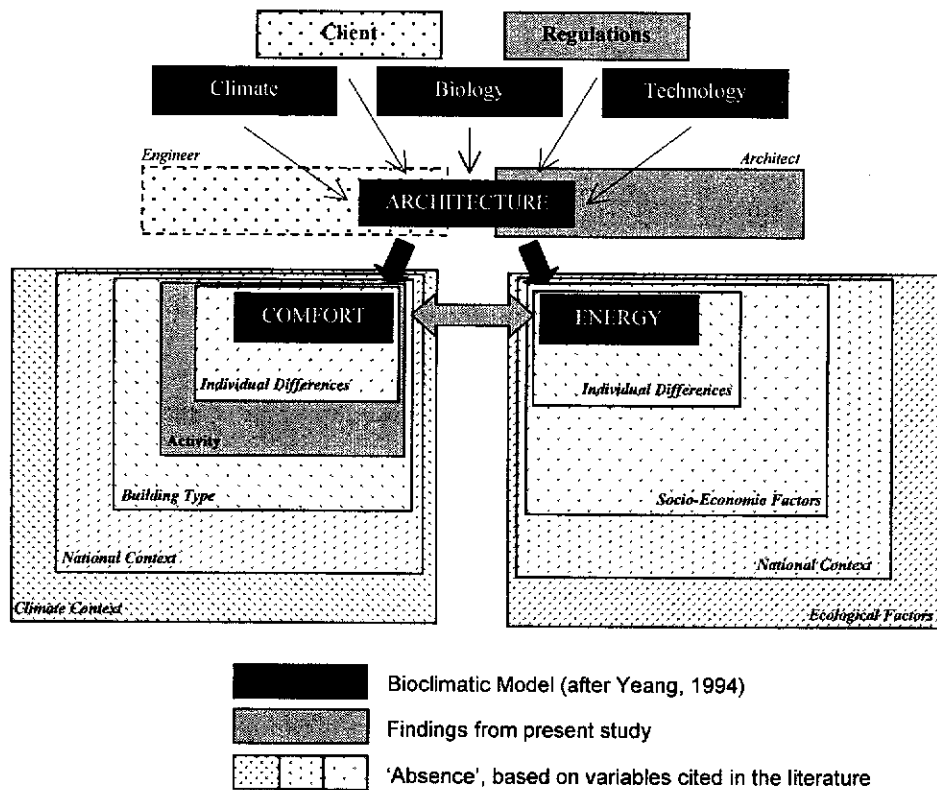 Client
Regulations
Climate
Biology
Technology
Engineer
Architect
ARCHITECTURE
COMFORT
ENERGY
Individual Differences
Individual Differences
Activity
Building Type
Socio-Economic Factors
National Context
National Context
Climate Context
Ecological Factors
Bioclimatic Model (after Yeang, 1994)
Findings from present study
'Absence', based on variables cited in the literature